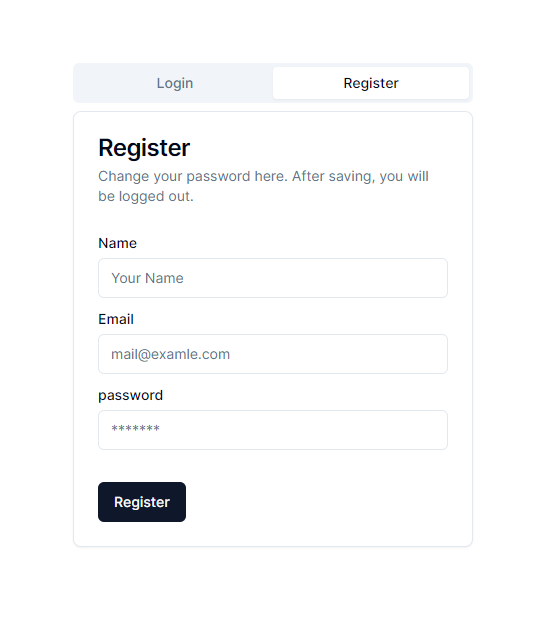 Login
Register
Register
Change your password here. After saving, you will
be logged out.
Name
Your Name
Email
mail@examle.com
password
*******
Register